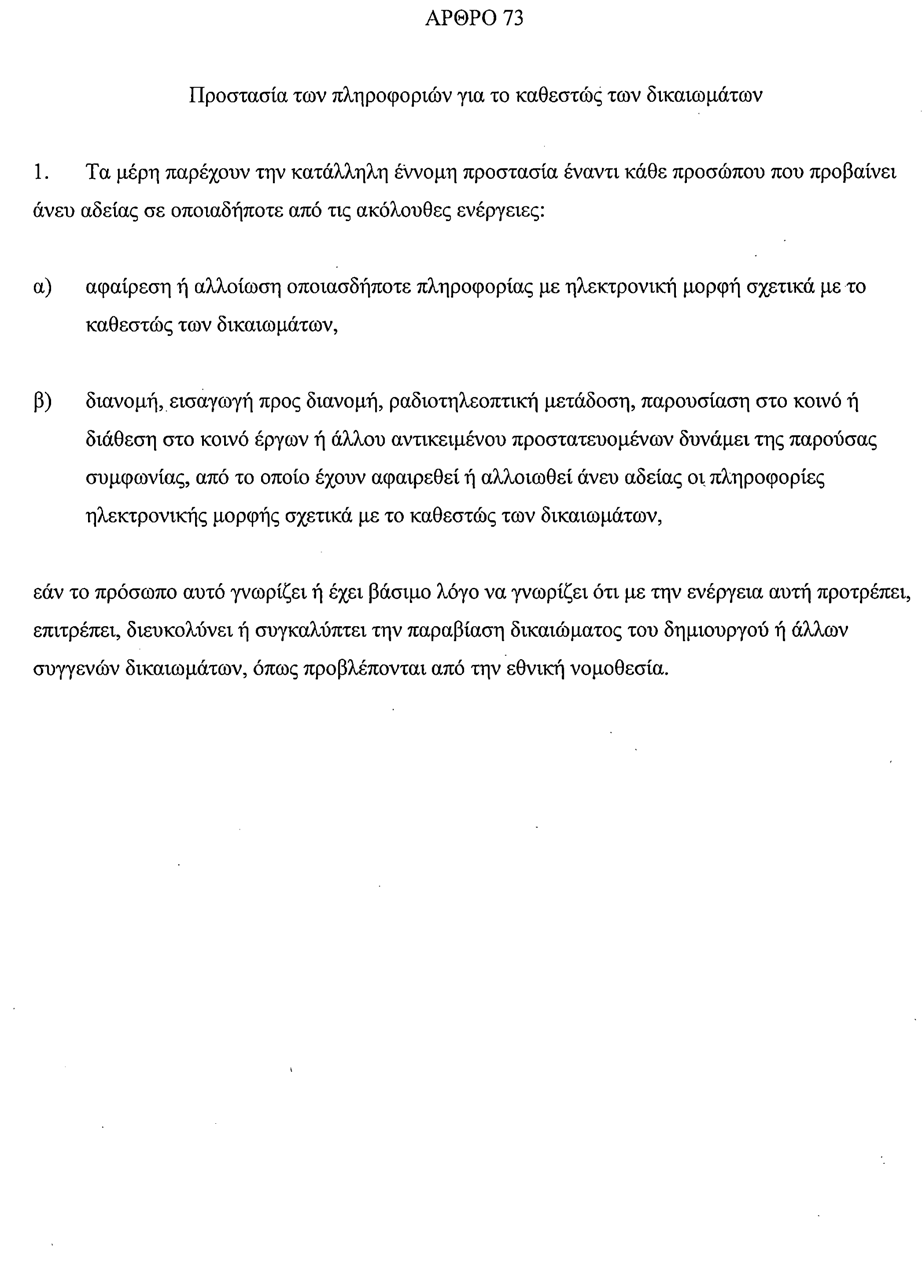 ΑΡΘΡΟ 73
Προστασία των πληροφοριών για το καθεστώς των δικαιωμάτων
1. Τα μέρη παρέχουν την κατάλληλη έννομη προστασία έναντι κάθε προσώπου που προβαίνει
άνευ αδείας σε οποιαδήποτε από τις ακόλουθες ενέργειες:
α) αφαίρεση ή αλλοίωση οποιασδήποτε πληροφορίας με ηλεκτρονική μορφή σχετικά με το
καθεστώς των δικαιωμάτων,
β) διανομή, εισαγωγή προς διανομή, ραδιοτηλεοπτική μετάδοση, παρουσίαση στο κοινό ή
διάθεση στο κοινό έργων ή άλλου αντικειμένου προστατευομένων δυνάμει της παρούσας
συμφωνίας, από το οποίο έχουν αφαιρεθεί ή αλλοιωθεί άνευ αδείας οι πληροφορίες
ηλεκτρονικής μορφής σχετικά με το καθεστώς των δικαιωμάτων,
εάν το πρόσωπο αυτό γνωρίζει ή έχει βάσιμο λόγο να γνωρίζει ότι με την ενέργεια αυτή προτρέπει,
επιτρέπει, διευκολύνει ή συγκαλύπτει την παραβίαση δικαιώματος του δημιουργού ή άλλων
συγγενών δικαιωμάτων, όπως προβλέπονται από την εθνική νομοθεσία.